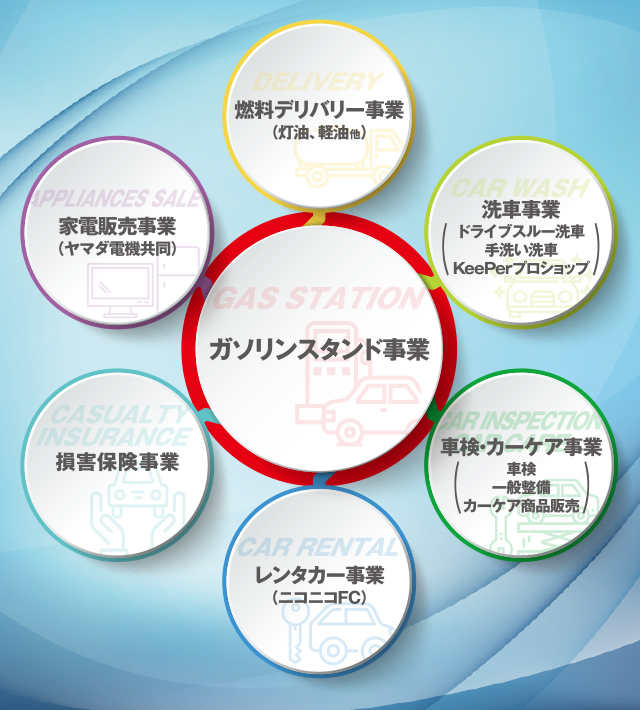 DELIVERY
燃料デリバリー事業
(灯油、軽油他)
APPLIANCES SALE
家電販売事業
(ヤマダ電機共同)
CAR WASH
洗車事業
ドライブスルー洗車
手洗い洗車
KeePerプロショップ
GAS STATION
ガソリンスタンド事業
CASUALTY
INSURANCE
損害保険事業
CAR INSPECTION
車検・カーケア事業
車検
一般整備
カーケア商品販売
CAR RENTAL
レンタカー事業
(ニコニコFC)